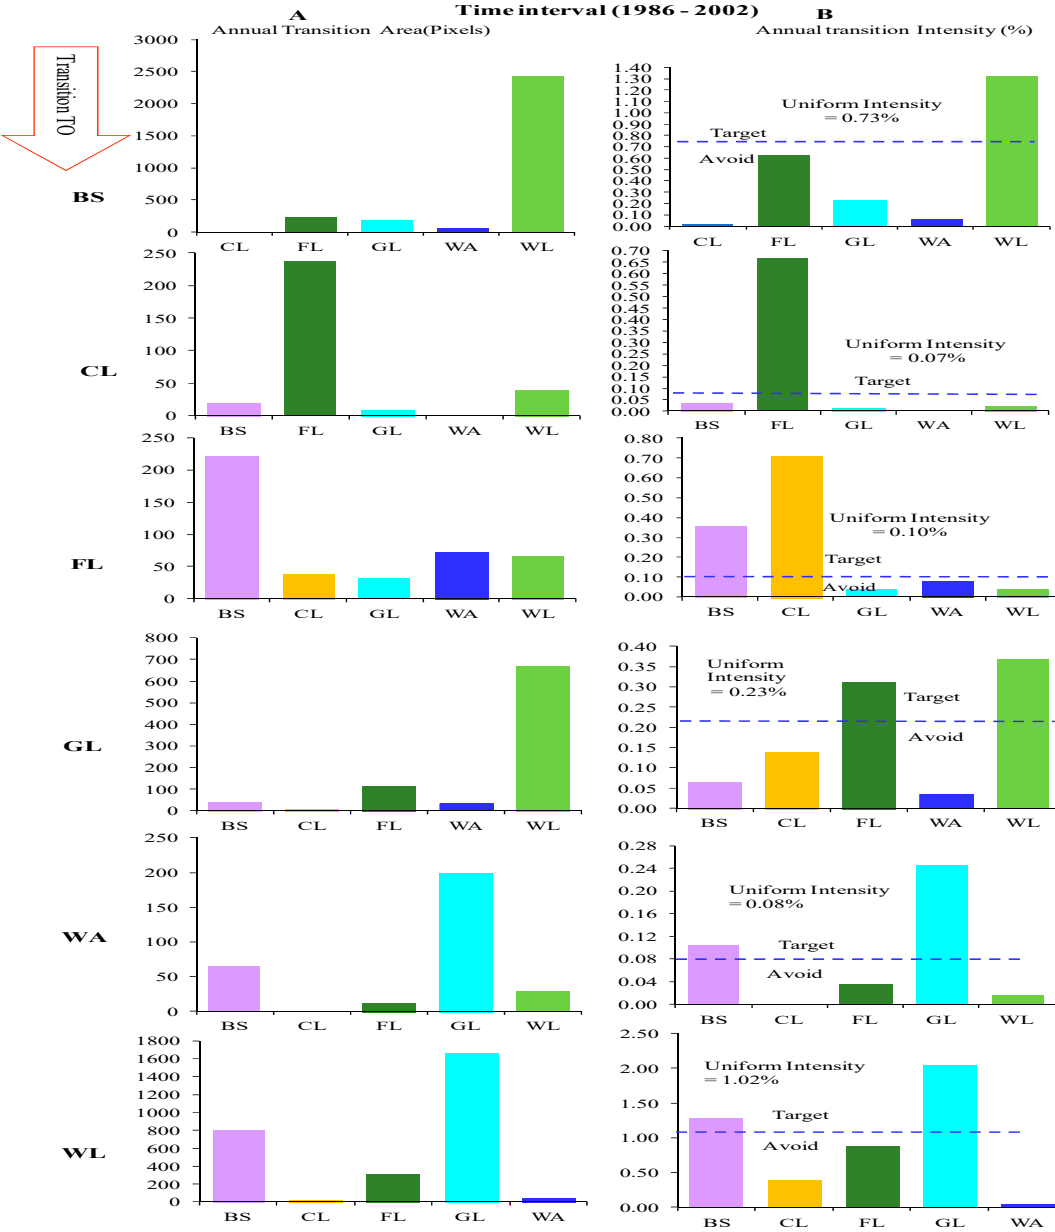 Time interval (1986 - 2002)
A
B
Annual Transition Area(Pixels)
Annual transition Intensity (%)
Transition TO
BS
3000
2500
2000
1500
1000
500
0
CL FL GL WA WL
1.40
1.30
1.20
1.10
1.00
0.90
0.80
0.70
0.60
0.50
0.40
0.30
0.20
0.10
0.00
Uniform Intensity
= 0.73%
Target
Avoid
CL FL GL WA WL
CL
250
200
150
100
50
0
BS FL GL WA WL
0.70
0.65
0.60
0.55
0.50
0.45
0.40
0.35
0.30
0.25
0.20
0.15
0.10
0.05
0.00
Uniform Intensity
= 0.07%
Target
BS FL GL WA WL
FL
250
200
150
100
50
0
BS CL GL WA WL
0.80
0.70
0.60
0.50
0.40
0.30
0.20
0.10
0.00
Uniform Intensity
= 0.10%
Target
Avoid
BS CL GL WA WL
GL
800
700
600
500
400
300
200
100
0
BS CL FL WA WL
0.40
0.35
0.30
0.25
0.20
0.15
0.10
0.05
0.00
Uniform
Intensity
= 0.23%
Target
Avoid
BS CL FL WA WL
WA
250
200
150
100
50
0
BS CL FL GL WL
0.28
0.24
0.20
0.16
0.12
0.08
0.04
0.00
Uniform Intensity
= 0.08%
Target
Avoid
BS CL FL GL WL
WL
1800
1600
1400
1200
1000
800
600
400
200
0
BS CL FL GL WA
2.50
2.00
1.50
1.00
0.50
0.00
Uniform Intensity
= 1.02%
Target
Avoid
BS CL FL GL WA